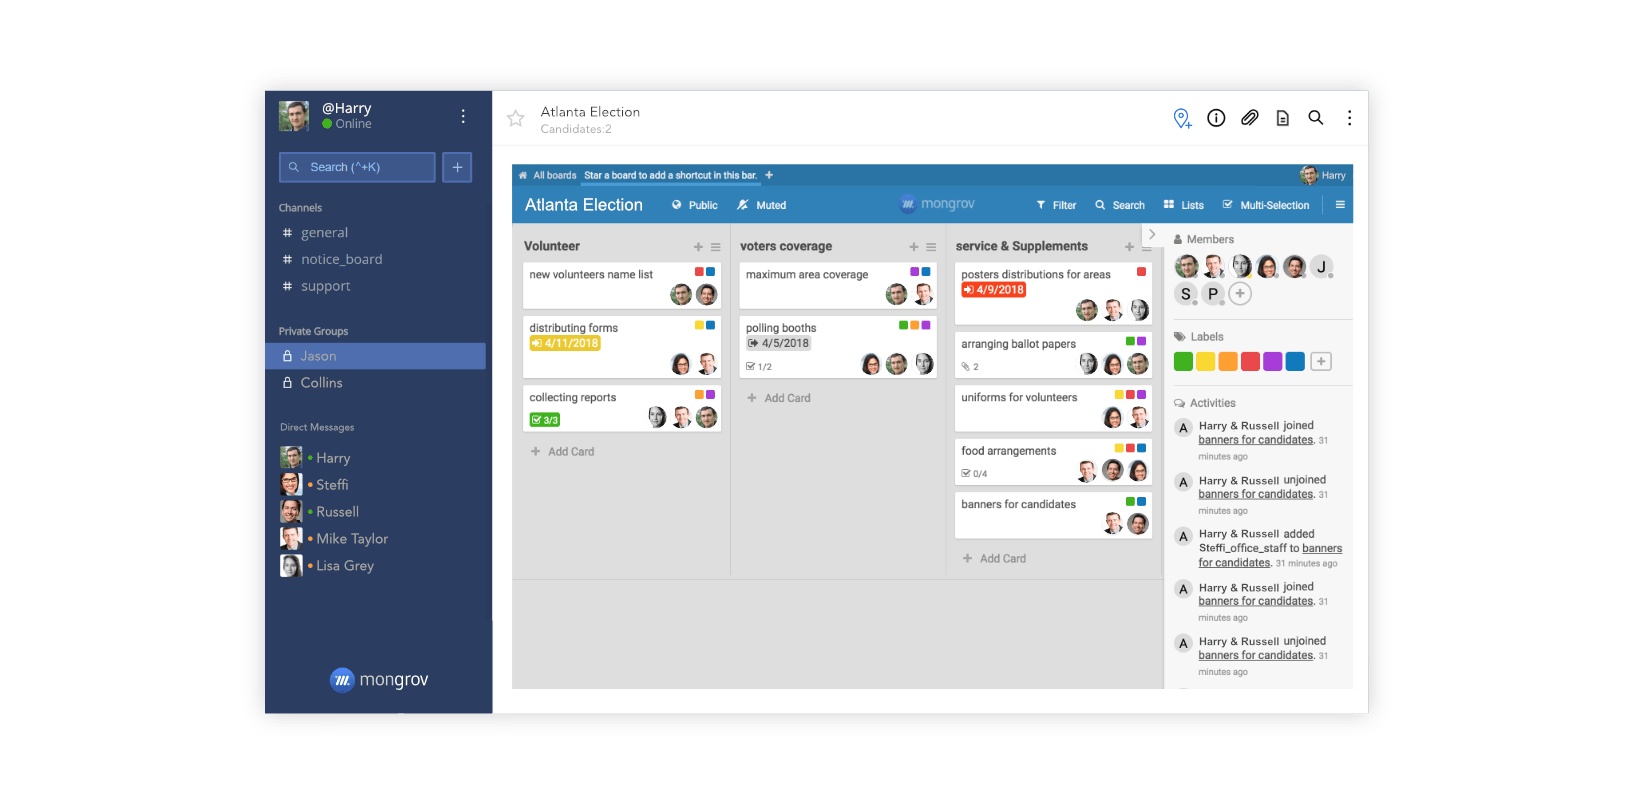 @Harry
Online
Search (^+K)
+
Channels
# general
# notice_board
# support
Private Groups
Jason
Collins
Direct Messages
Harry
Steffi
Russell
Mike Taylor
Lisa Grey
m. mongrov
Atlanta Election
Candidates:2
All boards Star a board to add a shortcut in this bar. +
Harry
Atlanta Election Public Muted
m. mongrov
Filter Search Lists Multi-Selection
Volunteer
new volunteers name list
distributing forms
4/11/2018
collecting reports
3/3
+ Add Card
voters coverage
maximum area coverage
polling booths
4/5/2018
1/2
+ Add Card
service & Supplements
posters distributions for areas
4/9/2018
arranging ballot papers
2
uniforms for volunteers
food arrangements
0/4
banners for candidates
+ Add Card
Members
J
S P +
Labels
+
Activities
A Harry & Russell joined
banners for candidates. 31
minutes ago
A Harry & Russell unjoined
banners for candidates. 31
minutes ago
A Harry & Russell added
Steffi_office_staff to banners
for candidates. 31 minutes ago
A Harry & Russell joined
banners for candidates. 31
minutes ago
A Harry & Russell unjoined
banners for candidates. 31
minutes ago